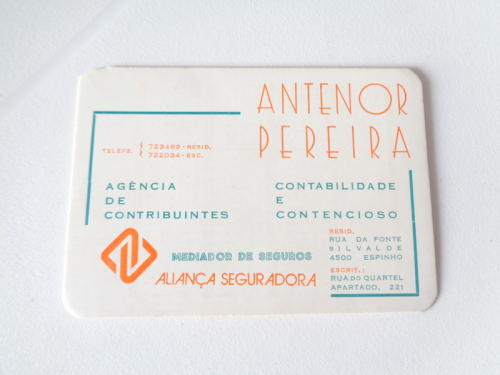 ANTENOR
PEREIRA
TELEFS. { 723489 - RESID.
722034 - ESC.
AGÊNCIA
DE
CONTRIBUINTES
CONTABILIDADE
E
CONTENCIOSO
MEDIADOR DE SEGUROS
ALIANÇA SEGURADORA
RESID.
RUA DA FONTE
SILVALDE
4500 ESPINHO
ESCRIT.:
RUA DO QUARTEL
APARTADO, 221